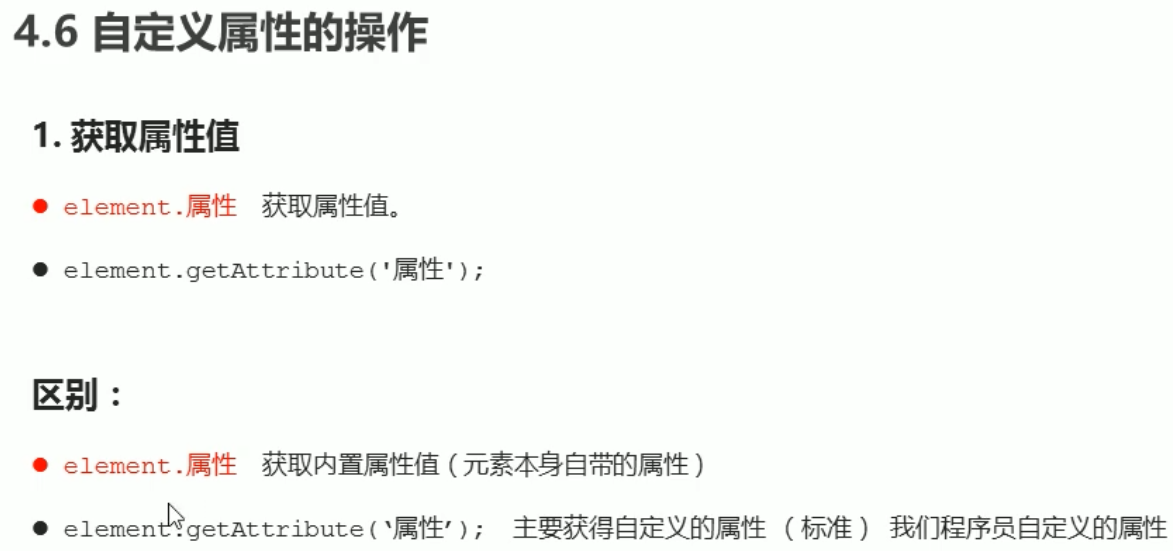 4.6 自定义属性的操作
1. 获取属性值
● element.属性 获取属性值。
● element.getAttribute('属性');
区别：
● element.属性 获取内置属性值（元素本身自带的属性）
● element.getAttribute(‘属性’); 主要获得自定义的属性 （标准） 我们程序员自定义的属性